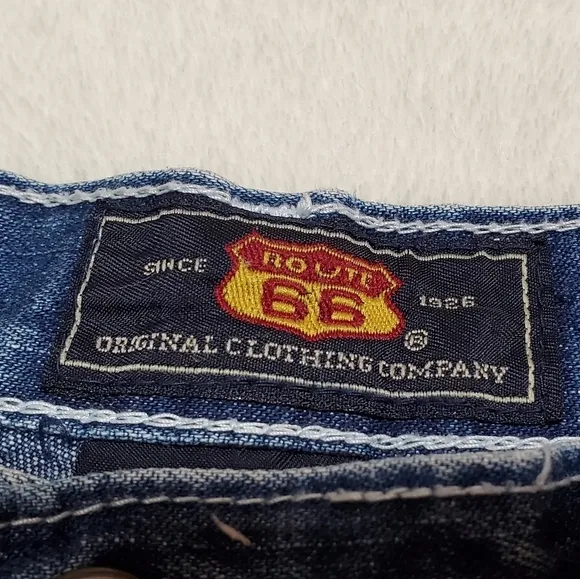 ROUTE
SINCE 66 1926
®
ORIGINAL CLOTHING COMPANY